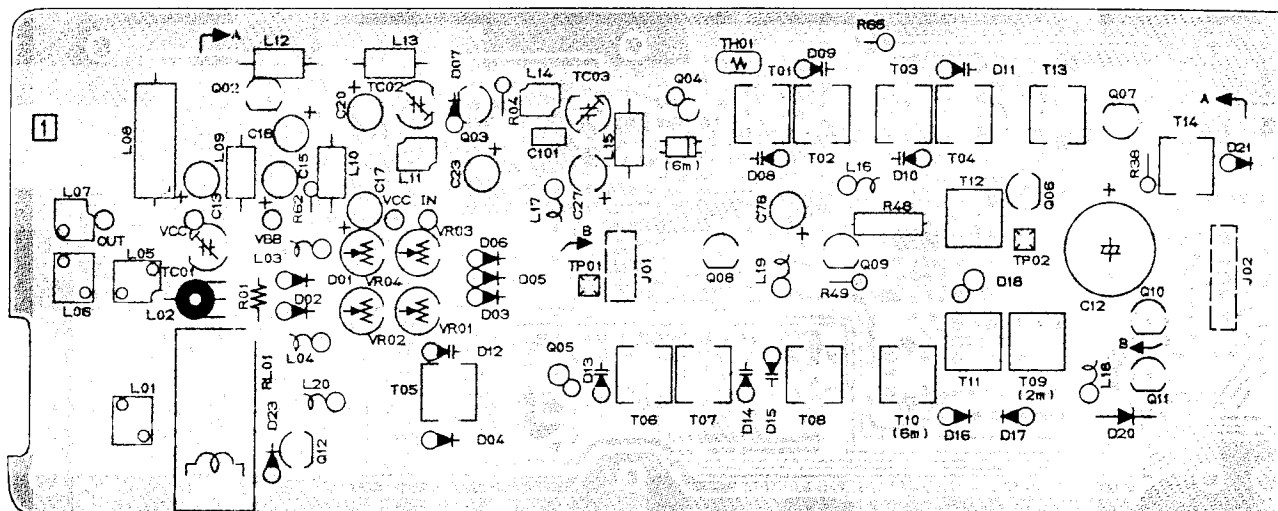 R65
A
L12
L13
TH01
D09
D07
L14
TC03
Q04
T01
T03
D11
T13
TC02
Q02
C20
R04
Q07
A
1
L08
C18
Q03
T14
L09
C15
L10
L11
C23
C101
L15
(6m)
T02
T04
D21
D08
L16
D10
R38
L07
C13
R62
C17
L17
C27
C78
T12
Q06
R48
OUT
VCC
VBB
VCC
IN
VR03
L05
L03
D06
B
TP01
J01
Q08
L19
Q09
TP02
J02
TC01
D01
VR04
D05
R49
D18
C12
Q10
L06
L02
R01
D02
D03
VR02
VR01
B
L04
D12
Q05
D13
L18
RL01
T05
T11
T09
(2m)
L01
L20
D23
Q12
D04
T06
T07
D14
D15
T08
T10
(6m)
D16
D17
D20
Q11